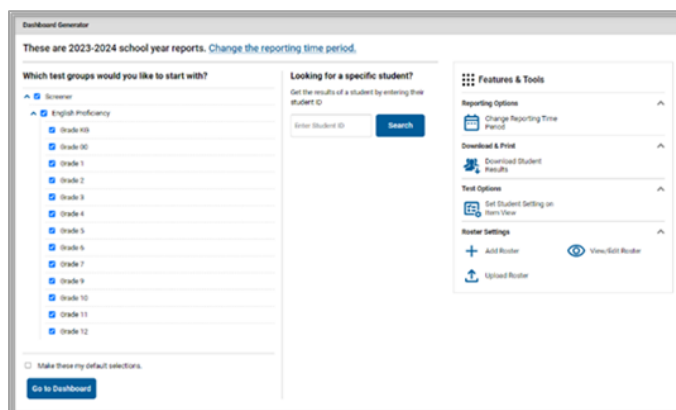 Dashboard Generator
These are 2023-2024 school year reports. Change the reporting time period.
Which test groups would you like to start with?
Screener
English Proficiency
Grade KG
Grade 00
Grade 1
Grade 2
Grade 3
Grade 4
Grade 5
Grade 6
Grade 7
Grade 9
Grade 10
Grade 11
Grade 12
Make these my default selections.
Go to Dashboard
Looking for a specific student?
Get the results of a student by entering their
student ID
Enter Student ID
Search
Features & Tools
Reporting Options
Change Reporting Time
Period
Download & Print
Download Student
Results
Test Options
Set Student Setting on
Item View
Roster Settings
Add Roster
View/Edit Roster
Upload Roster